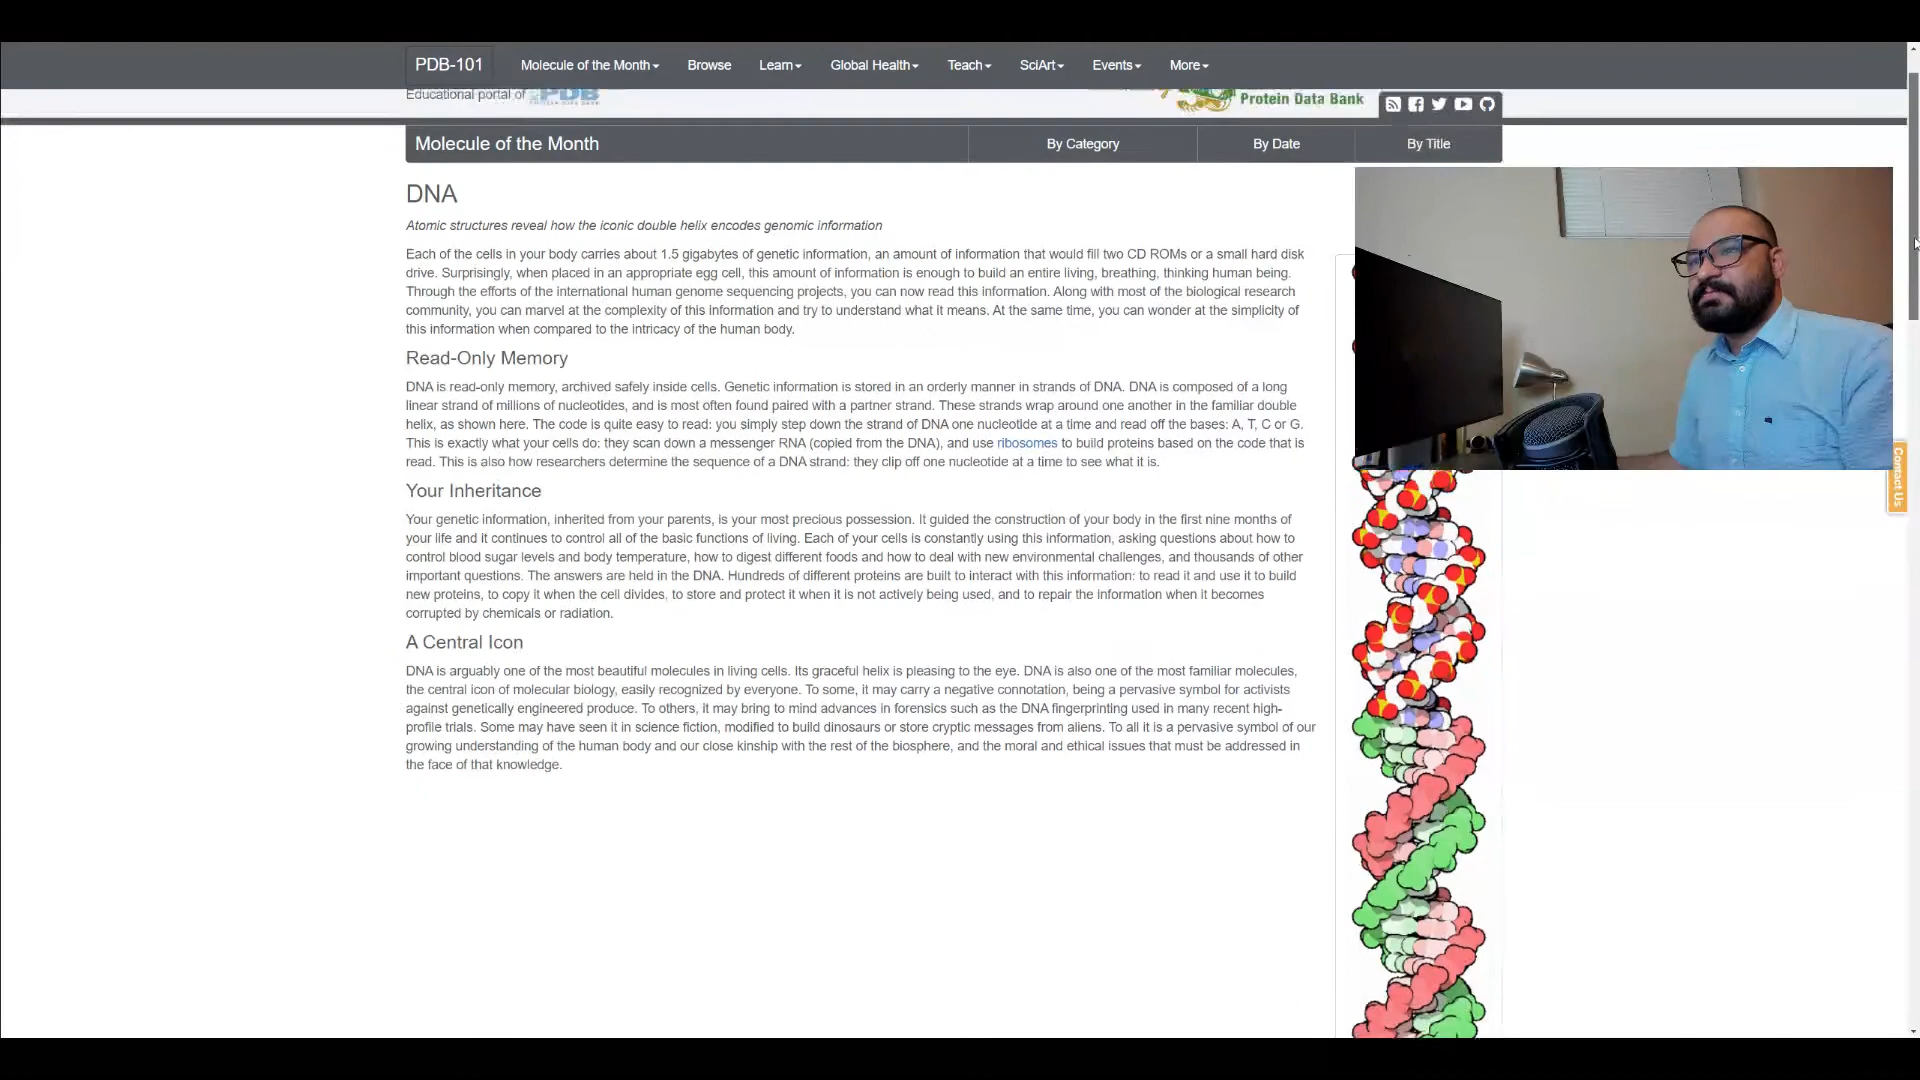 PDB-101 Molecule of the Month Browse Learn Global Health Teach SciArt Events More
Educational portal of PDB
Protein Data Bank
Molecule of the Month By Category By Date By Title
DNA
Atomic structures reveal how the iconic double helix encodes genomic information
Each of the cells in your body carries about 1.5 gigabytes of genetic information, an amount of information that would fill two CD ROMs or a small hard disk
drive. Surprisingly, when placed in an appropriate egg cell, this amount of information is enough to build an entire living, breathing, thinking human being.
Through the efforts of the international human genome sequencing projects, you can now read this information. Along with most of the biological research
community, you can marvel at the complexity of this information and try to understand what it means. At the same time, you can wonder at the simplicity of
this information when compared to the intricacy of the human body.
Read-Only Memory
DNA is read-only memory, archived safely inside cells. Genetic information is stored in an orderly manner in strands of DNA. DNA is composed of a long
linear strand of millions of nucleotides, and is most often found paired with a partner strand. These strands wrap around one another in the familiar double
helix, as shown here. The code is quite easy to read: you simply step down the strand of DNA one nucleotide at a time and read off the bases: A, T, C or G.
This is exactly what your cells do: they scan down a messenger RNA (copied from the DNA), and use ribosomes to build proteins based on the code that is
read. This is also how researchers determine the sequence of a DNA strand: they clip off one nucleotide at a time to see what it is.
Your Inheritance
Your genetic information, inherited from your parents, is your most precious possession. It guided the construction of your body in the first nine months of
your life and it continues to control all of the basic functions of living. Each of your cells is constantly using this information, asking questions about how to
control blood sugar levels and body temperature, how to digest different foods and how to deal with new environmental challenges, and thousands of other
important questions. The answers are held in the DNA. Hundreds of different proteins are built to interact with this information: to read it and use it to build
new proteins, to copy it when the cell divides, to store and protect it when it is not actively being used, and to repair the information when it becomes
corrupted by chemicals or radiation.
A Central Icon
DNA is arguably one of the most beautiful molecules in living cells. Its graceful helix is pleasing to the eye. DNA is also one of the most familiar molecules,
the central icon of molecular biology, easily recognized by everyone. To some, it may carry a negative connotation, being a pervasive symbol for activists
against genetically engineered produce. To others, it may bring to mind advances in forensics such as the DNA fingerprinting used in many recent high-
profile trials. Some may have seen it in science fiction, modified to build dinosaurs or store cryptic messages from aliens. To all it is a pervasive symbol of our
growing understanding of the human body and our close kinship with the rest of the biosphere, and the moral and ethical issues that must be addressed in
the face of that knowledge.
Contact Us